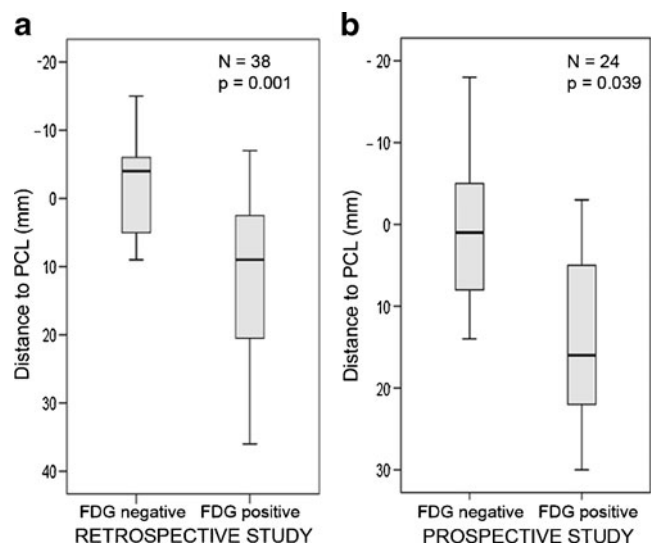 a
N = 38
p = 0.001
Distance to PCL (mm)
-20
-10
0
10
20
30
40
FDG negative FDG positive
RETROSPECTIVE STUDY
b
N = 24
p = 0.039
Distance to PCL (mm)
- 20
- 10
0
10
20
30
FDG negative FDG positive
PROSPECTIVE STUDY